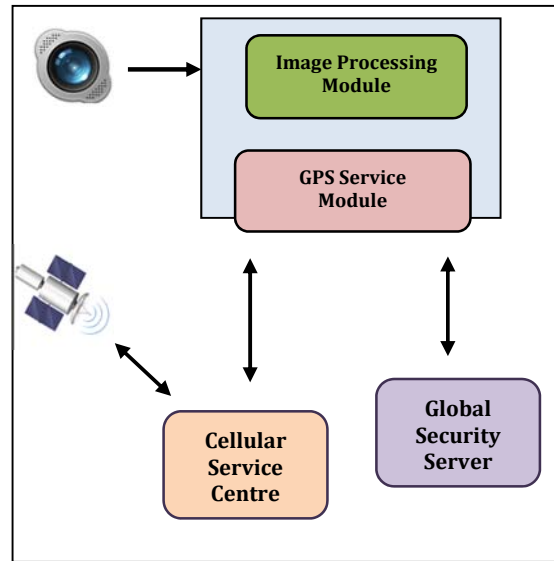 Image Processing
Module
GPS Service
Module
Cellular
Service
Centre
Global
Security
Server